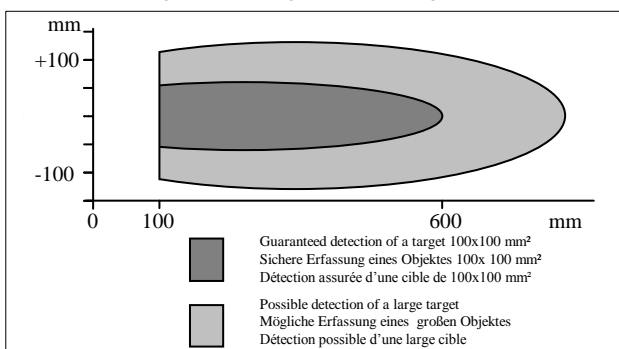 mm
+100
-100
0 100 600 mm
Guaranteed detection of a target 100x100 mm²
Sichere Erfassung eines Objektes 100x 100 mm²
Détection assurée d’une cible de 100x100 mm²
Possible detection of a large target
Mögliche Erfassung eines großen Objektes
Détection possible d’une large cible